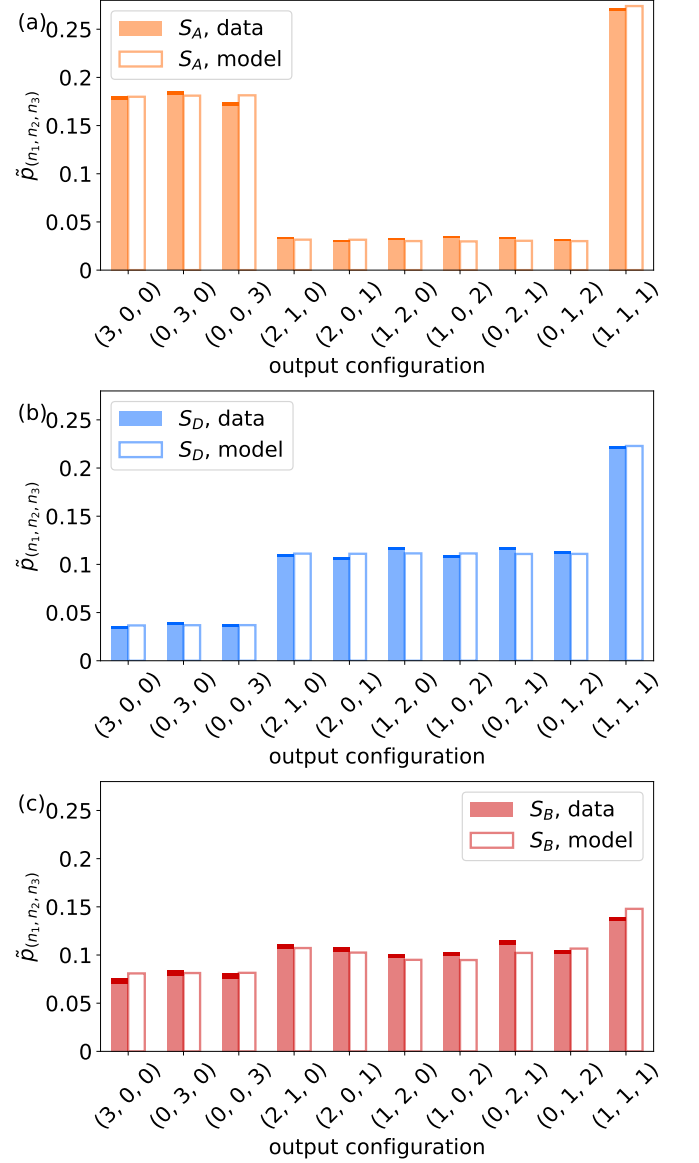 (a)
0.25
0.2
0.15
0.1
0.05
0
p̃(n₁, n₂, n₃)
S_A, data
S_A, model
(3, 0, 0) (0, 3, 0) (0, 0, 3) (2, 1, 0) (2, 0, 1) (1, 2, 0) (1, 0, 2) (0, 2, 1) (0, 1, 2) (1, 1, 1)
output configuration
(b)
0.25
0.2
0.15
0.1
0.05
0
p̃(n₁, n₂, n₃)
S_D, data
S_D, model
(3, 0, 0) (0, 3, 0) (0, 0, 3) (2, 1, 0) (2, 0, 1) (1, 2, 0) (1, 0, 2) (0, 2, 1) (0, 1, 2) (1, 1, 1)
output configuration
(c)
0.25
0.2
0.15
0.1
0.05
0
p̃(n₁, n₂, n₃)
S_B, data
S_B, model
(3, 0, 0) (0, 3, 0) (0, 0, 3) (2, 1, 0) (2, 0, 1) (1, 2, 0) (1, 0, 2) (0, 2, 1) (0, 1, 2) (1, 1, 1)
output configuration